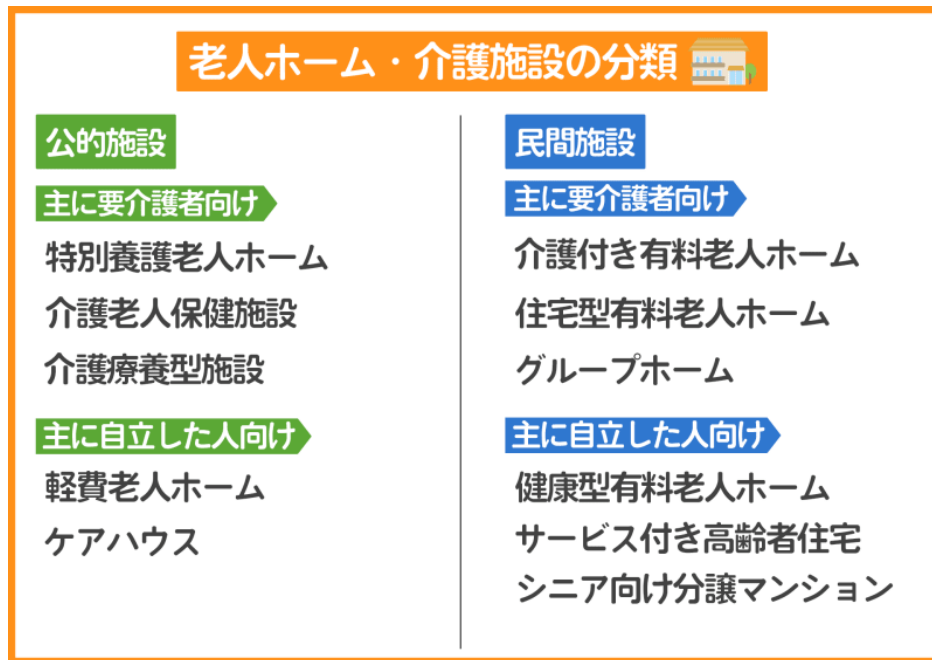 老人ホーム・介護施設の分類
公的施設
主に要介護者向け
特別養護老人ホーム
介護老人保健施設
介護療養型施設
主に自立した人向け
軽費老人ホーム
ケアハウス
民間施設
主に要介護者向け
介護付き有料老人ホーム
住宅型有料老人ホーム
グループホーム
主に自立した人向け
健康型有料老人ホーム
サービス付き高齢者住宅
シニア向け分譲マンション